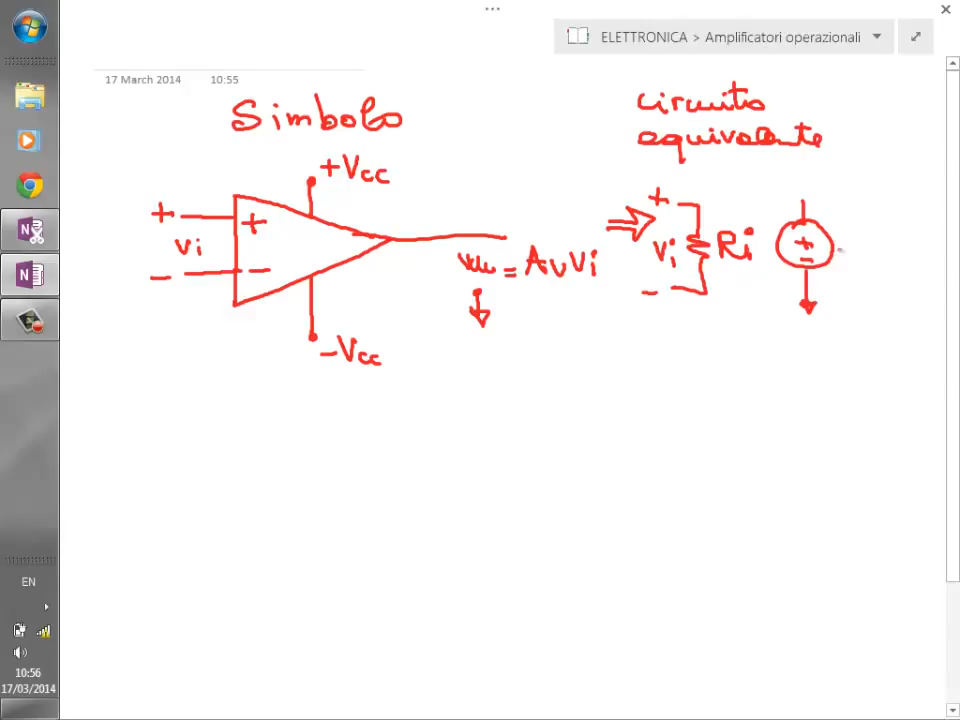 ELETTRONICA > Amplificatori operazionali
17 March 2014 10:55
Simbolo
circuito
equivalente
+Vcc
+
+
vi
-
-
= AvVi
-Vcc
+
Vi
Ri
-
+
-
EN
10:56
17/03/2014